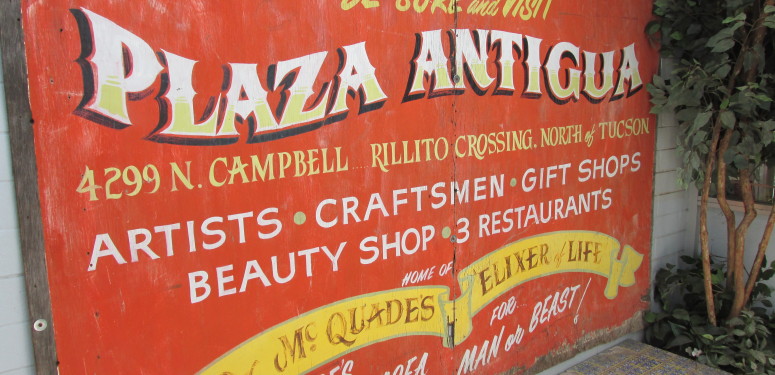 BE SURE and VISIT
PLAZA ANTIGUA
4299 N. CAMPBELL... RILLITO CROSSING. NORTH of TUCSON
ARTISTS • CRAFTSMEN • GIFT SHOPS
BEAUTY SHOP • 3 RESTAURANTS
HOME OF
Mc QUADE'S ELIXER of LIFE
FOR...
MAN or BEAST!